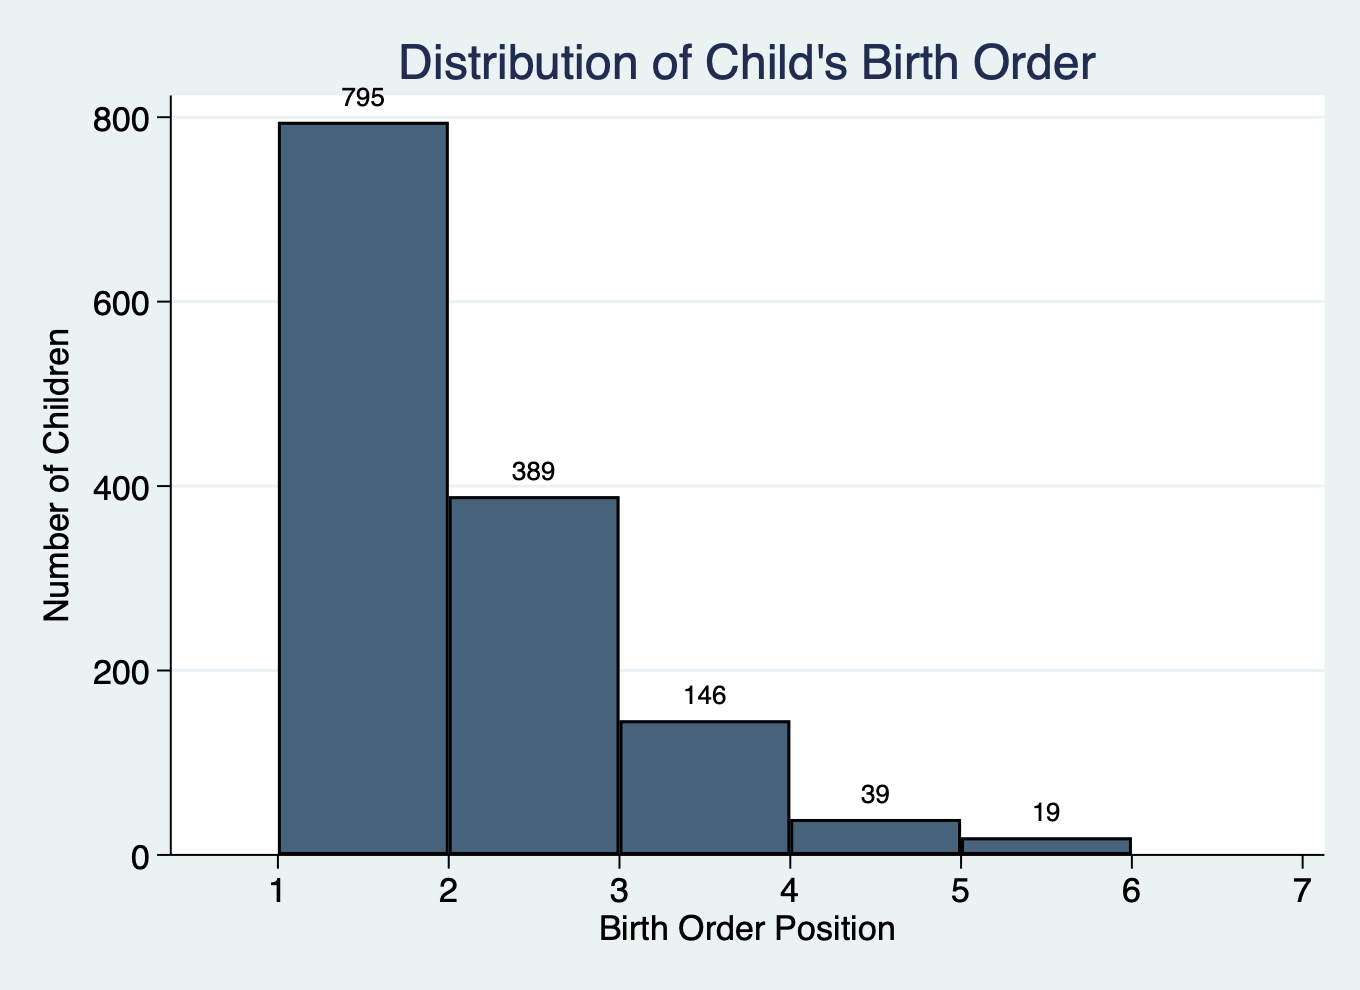 Distribution of Child's Birth Order
795
800
600
389
400
146
200
39
19
0
1 2 3 4 5 6 7
Number of Children
Birth Order Position